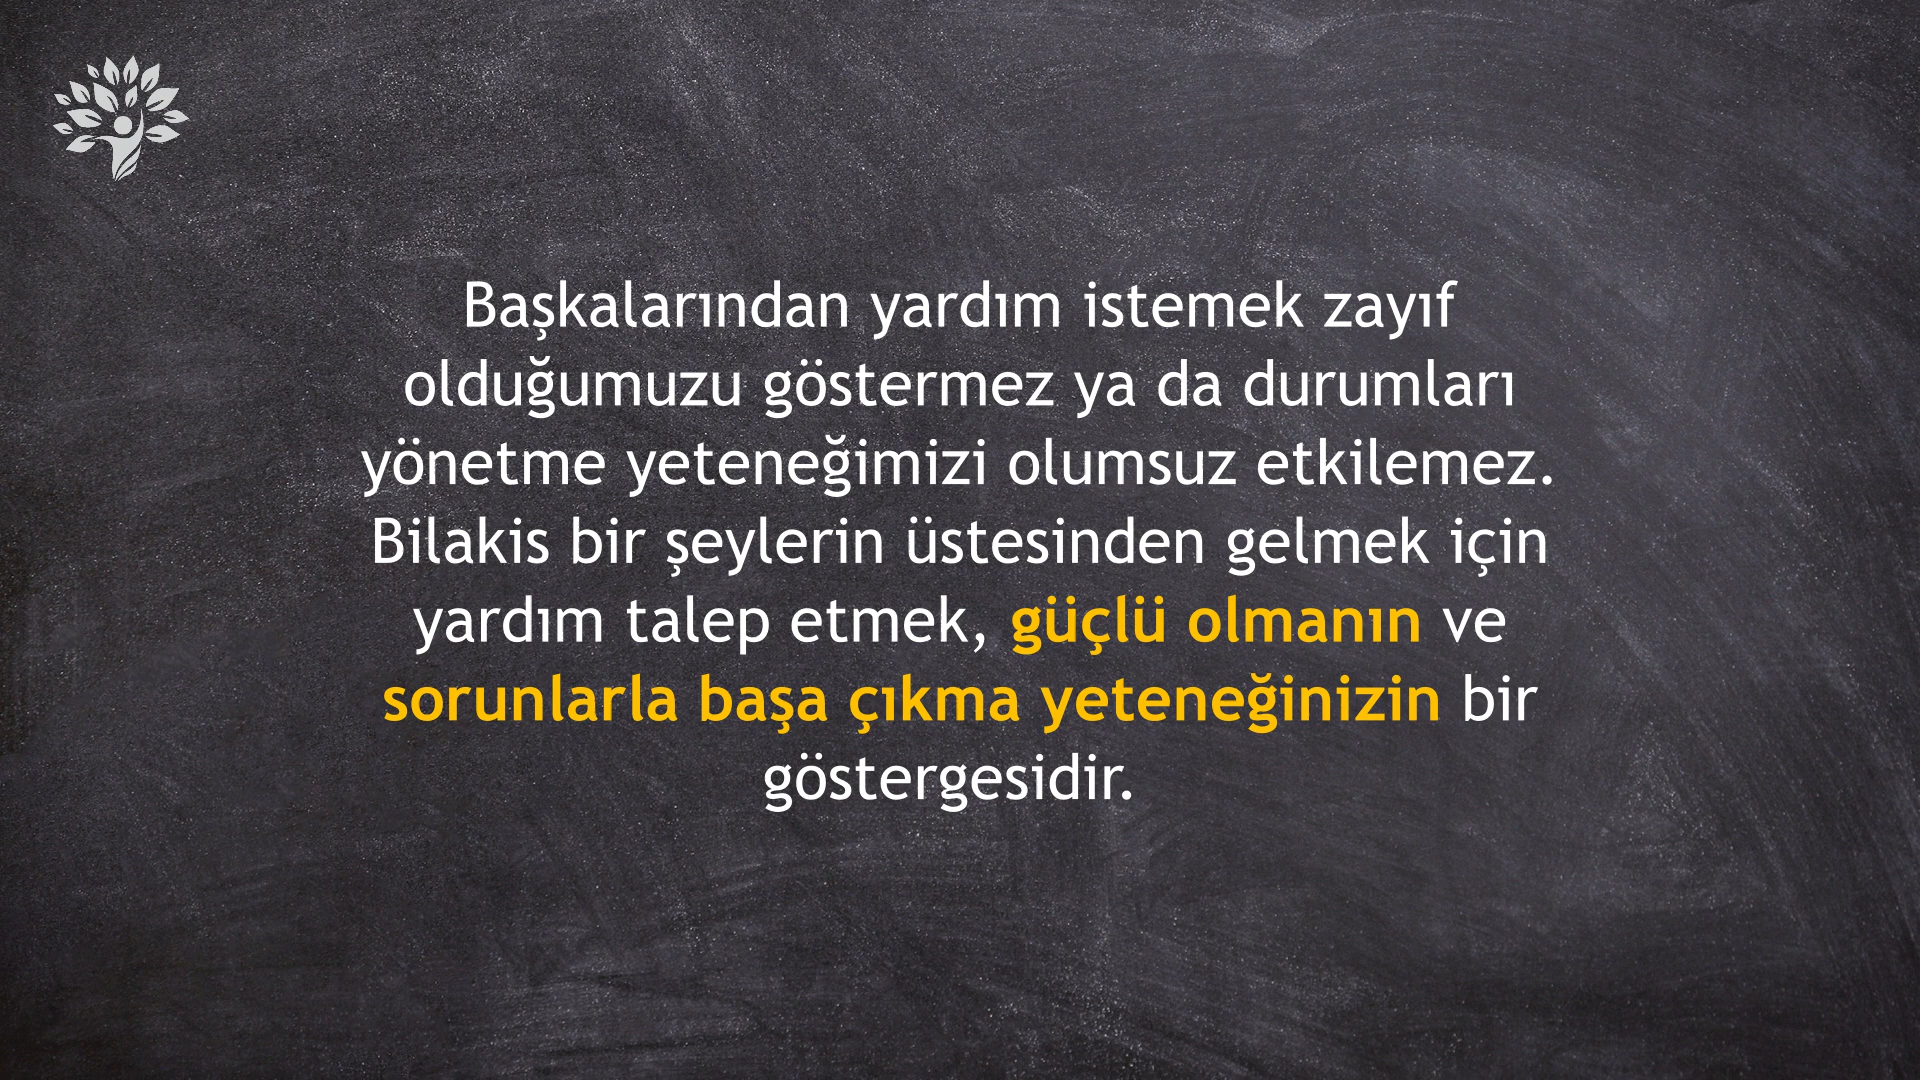 Başkalarından yardım istemek zayıf
olduğumuzu göstermez ya da durumları
yönetme yeteneğimizi olumsuz etkilemez.
Bilakis bir şeylerin üstesinden gelmek için
yardım talep etmek, güçlü olmanın ve
sorunlarla başa çıkma yeteneğinizin bir
göstergesidir.